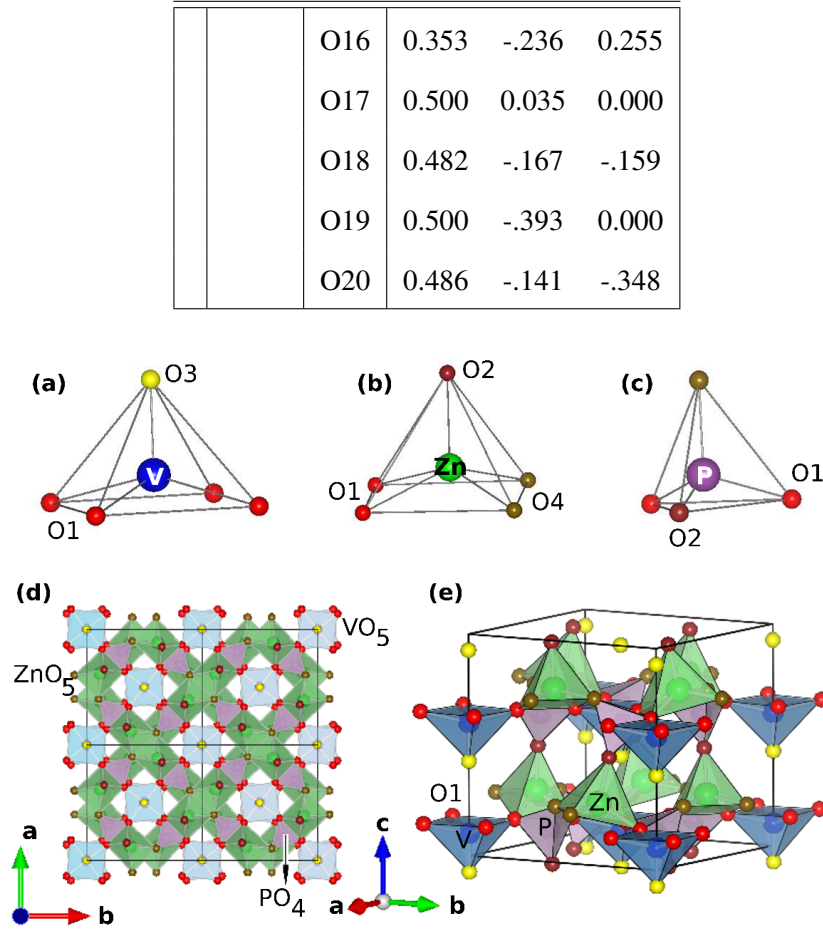 O16 0.353 -.236 0.255
O17 0.500 0.035 0.000
O18 0.482 -.167 -.159
O19 0.500 -.393 0.000
O20 0.486 -.141 -.348
(a) O3 V O1
(b) O2 Zn O1 O4
(c) P O1 O2
(d) VO5
ZnO5
PO4
a b
(e)
O1 Zn
P V
c a b